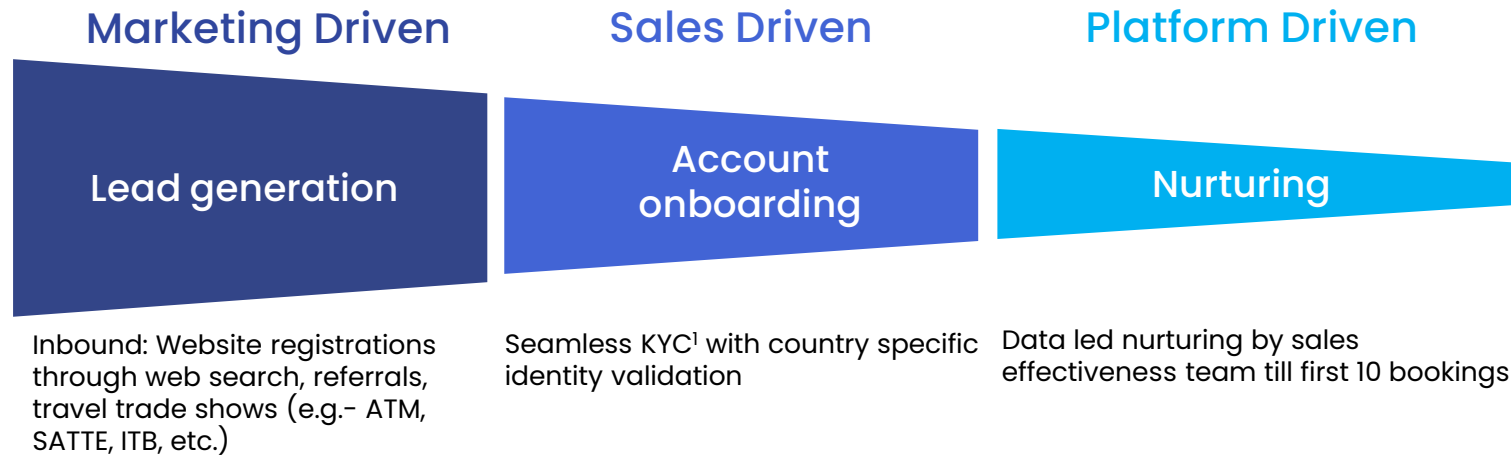 Marketing Driven
Sales Driven
Platform Driven
Lead generation
Account
onboarding
Nurturing
Inbound: Website registrations
through web search, referrals,
travel trade shows (e.g.- ATM,
SATTE, ITB, etc.)
Seamless KYC¹ with country specific
identity validation
Data led nurturing by sales
effectiveness team till first 10 bookings